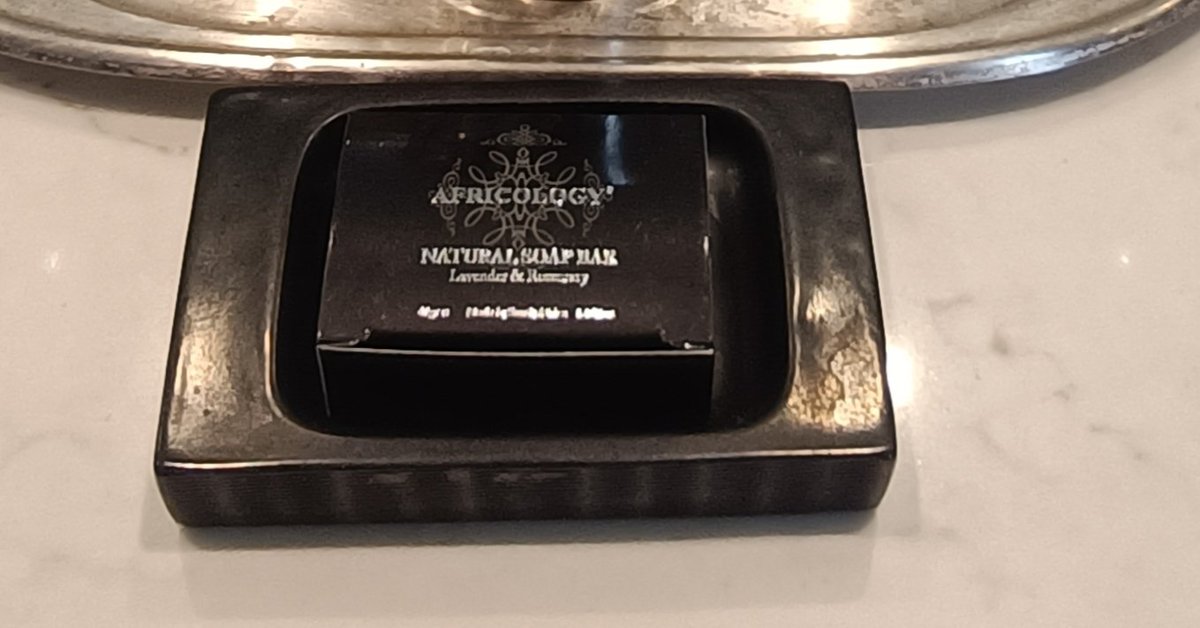 AFRICOLOGY
NATURAL SOAP BAR
Lavender & Rosemary